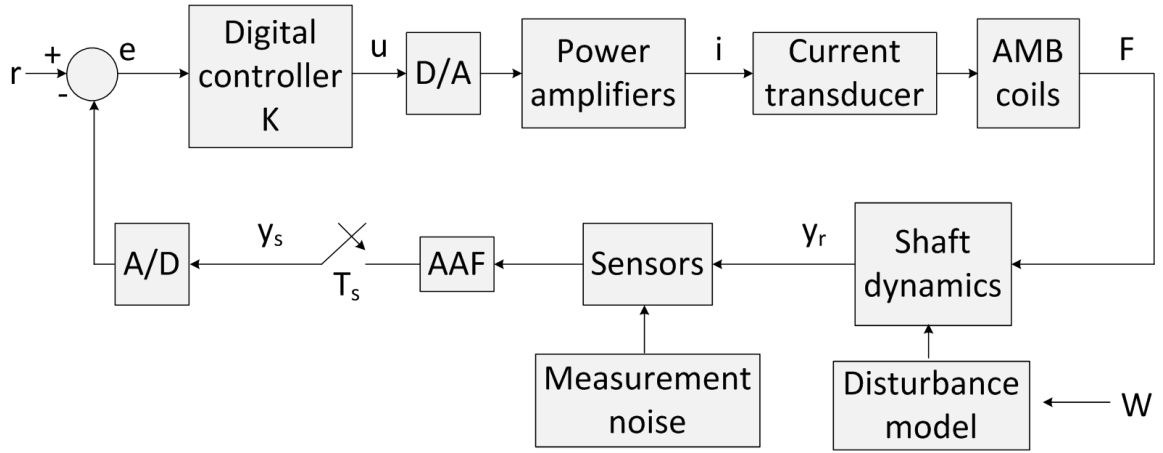 r
+
-
e
Digital
controller
K
u
D/A
Power
amplifiers
i
Current
transducer
AMB
coils
F
A/D
yₛ
Tₛ
AAF
Sensors
yᵣ
Shaft
dynamics
Measurement
noise
Disturbance
model
W